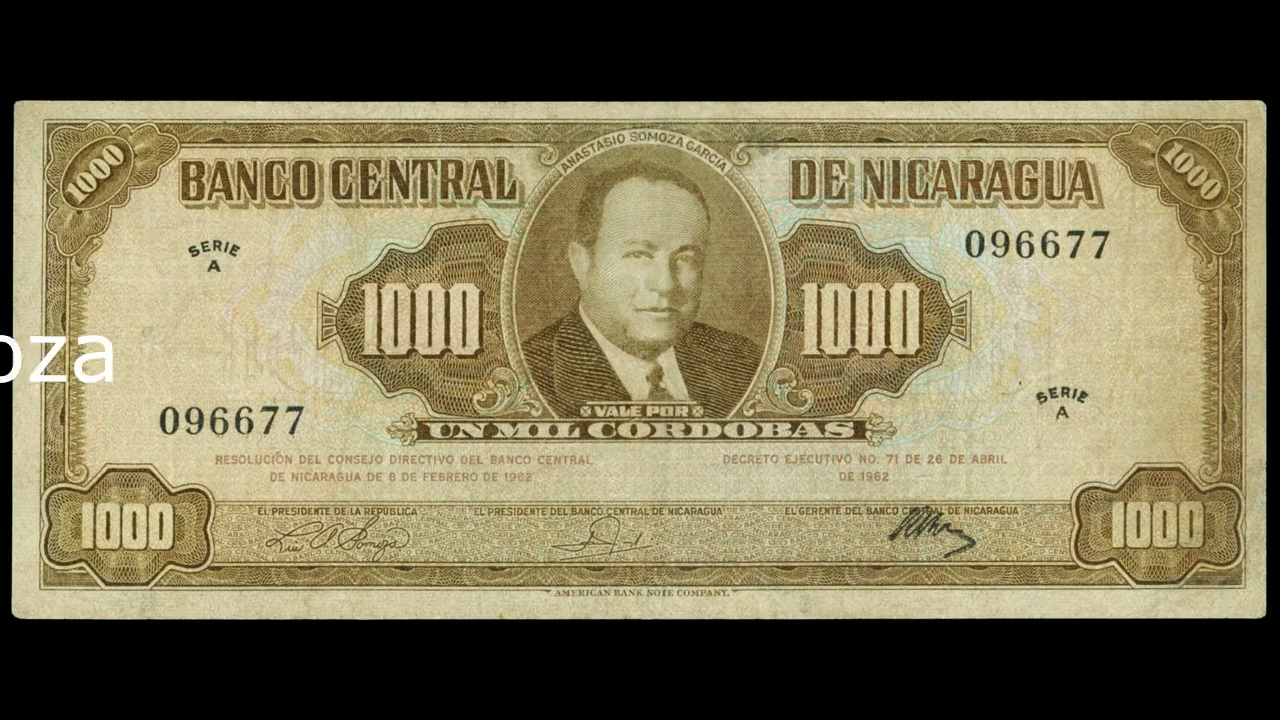 ANASTASIO SOMOZA GARCIA
1000
1000
BANCO CENTRAL DE NICARAGUA
SERIE A
096677
1000
1000
oza
096677
SERIE A
VALE POR
UN MIL CÓRDOBAS
RESOLUCIÓN DEL CONSEJO DIRECTIVO DEL BANCO CENTRAL
DE NICARAGUA DE 8 DE FEBRERO DE 1962
DECRETO EJECUTIVO NO. 71 DE 26 DE ABRIL
DE 1962
EL PRESIDENTE DE LA REPÚBLICA
EL PRESIDENTE DEL BANCO CENTRAL DE NICARAGUA
EL GERENTE DEL BANCO CENTRAL DE NICARAGUA
1000
1000
AMERICAN BANK NOTE COMPANY.